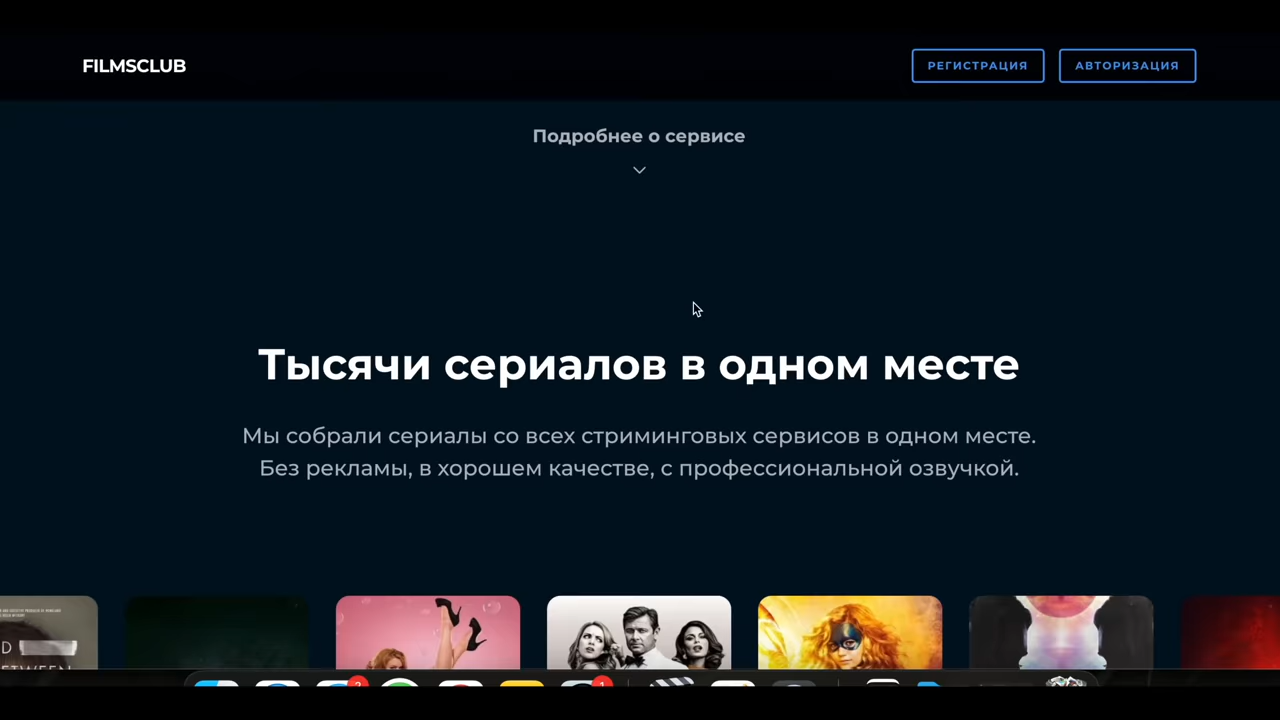 FILMSCLUB
РЕГИСТРАЦИЯ
АВТОРИЗАЦИЯ
Подробнее о сервисе
Тысячи сериалов в одном месте
Мы собрали сериалы со всех стриминговых сервисов в одном месте.
Без рекламы, в хорошем качестве, с профессиональной озвучкой.